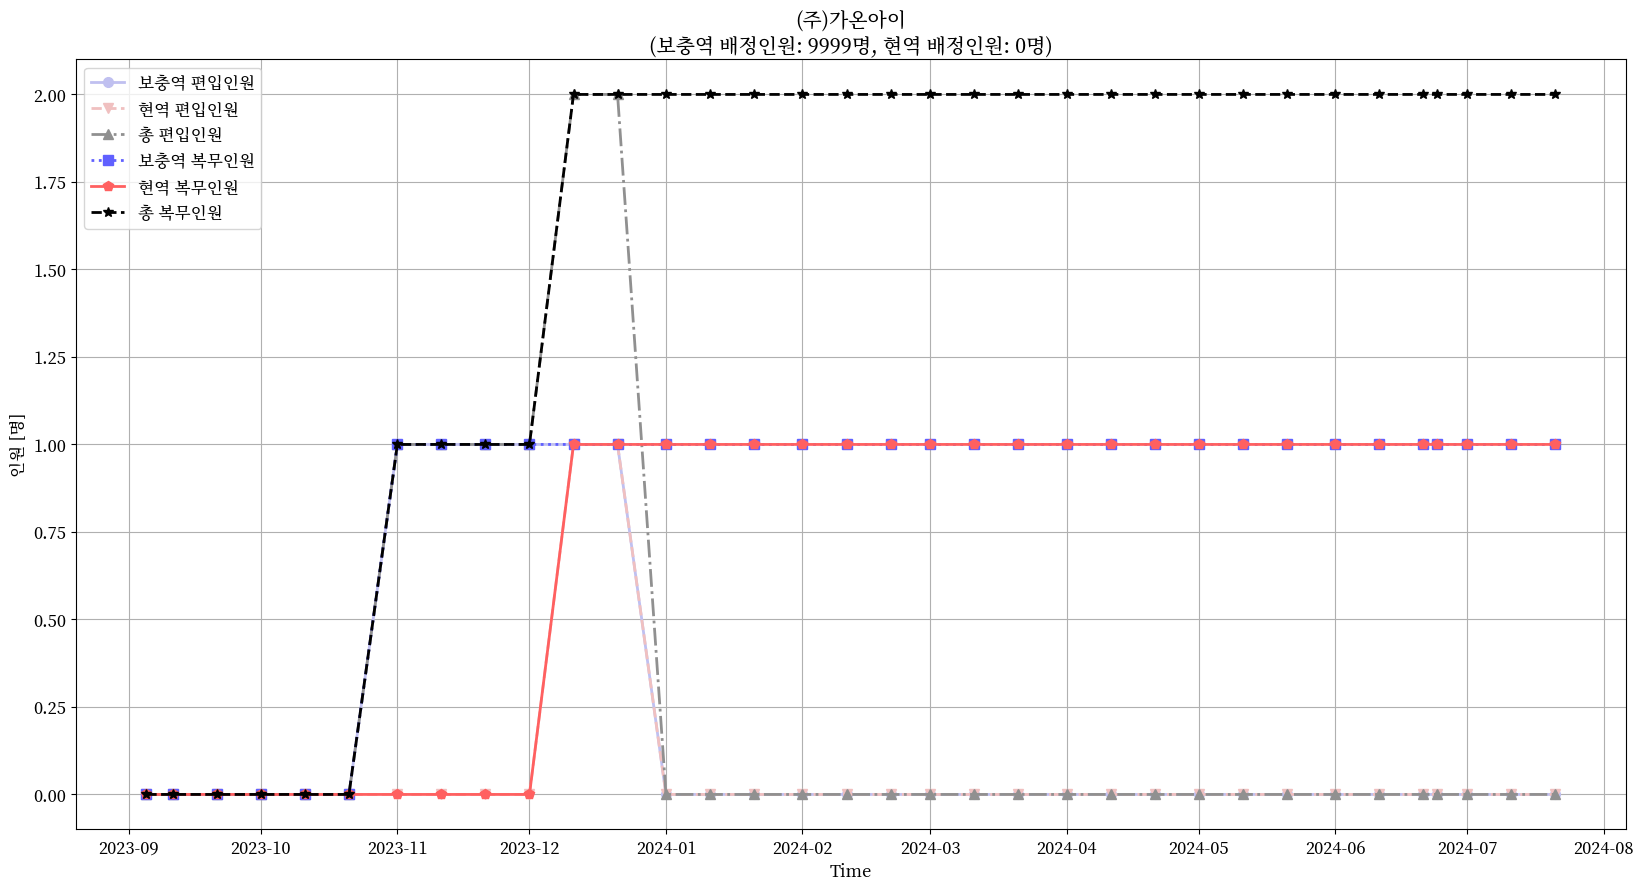 (주)가온아이
(보충역 배정인원: 9999명, 현역 배정인원: 0명)
보충역 편입인원
현역 편입인원
총 편입인원
보충역 복무인원
현역 복무인원
총 복무인원
2.00
1.75
1.50
1.25
1.00
0.75
0.50
0.25
0.00
인원 [명]
2023-09 2023-10 2023-11 2023-12 2024-01 2024-02 2024-03 2024-04 2024-05 2024-06 2024-07 2024-08
Time